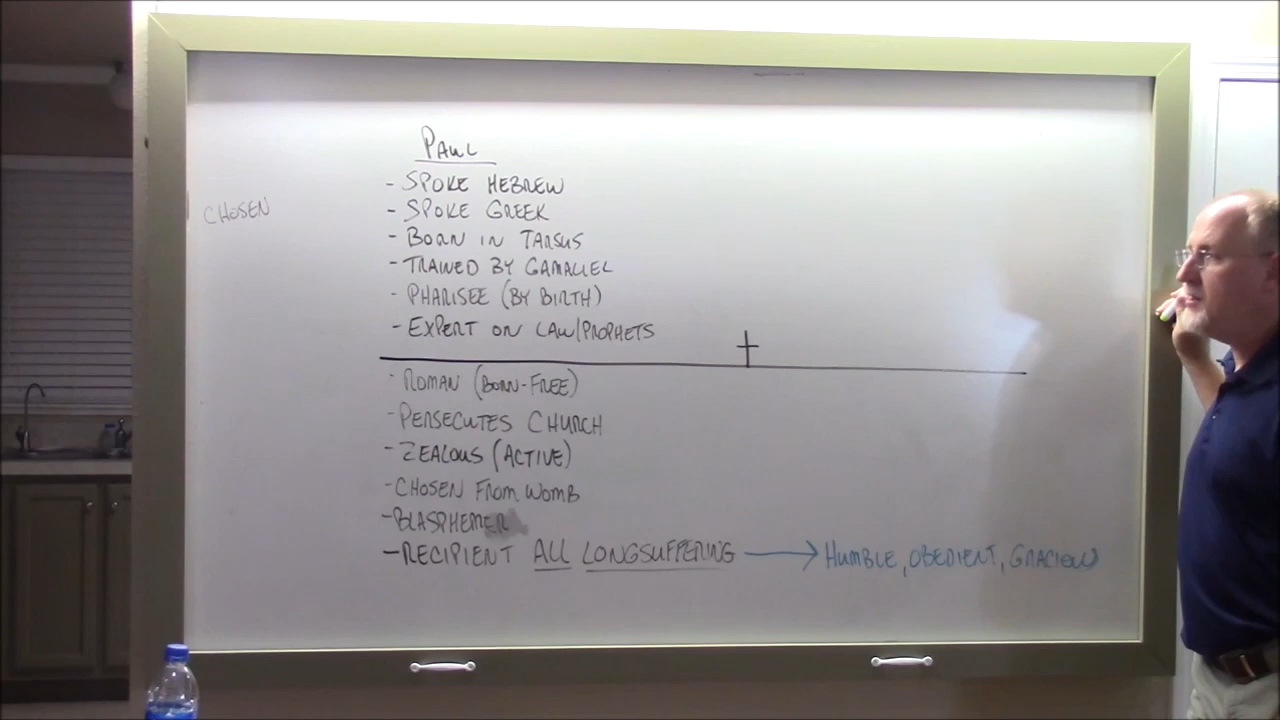 PAUL
- SPOKE HEBREW
CHOSEN
- SPOKE GREEK
- BORN IN TARSUS
- TRAINED BY GAMALIEL
- PHARISEE (BY BIRTH)
- EXPERT ON LAW/PROPHETS
- ROMAN (BORN-FREE)
- PERSECUTES CHURCH
- ZEALOUS (ACTIVE)
- CHOSEN FROM WOMB
- BLASPHEMER
- RECIPIENT ALL LONGSUFFERING → HUMBLE, OBEDIENT, GRACIOUS